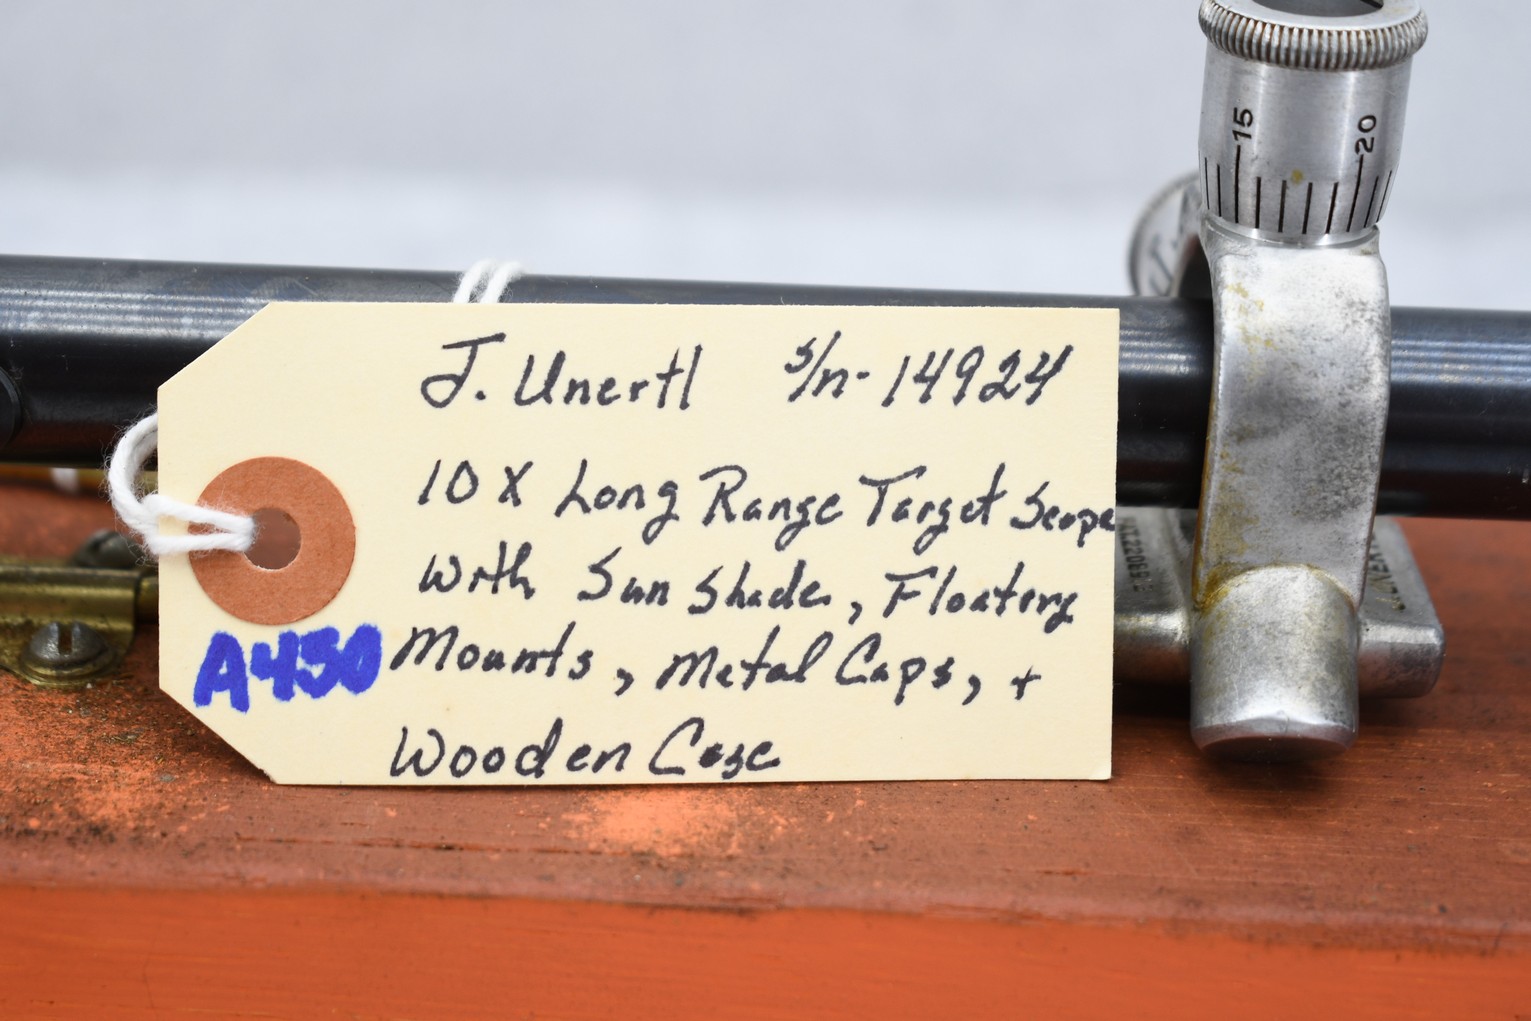 15 20
J. Unertl s/n- 14924
10 X Long Range Target Scope
with Sun Shade, Floating
A450 Mounts, Metal Caps, +
Wooden Case
J. UNERTL